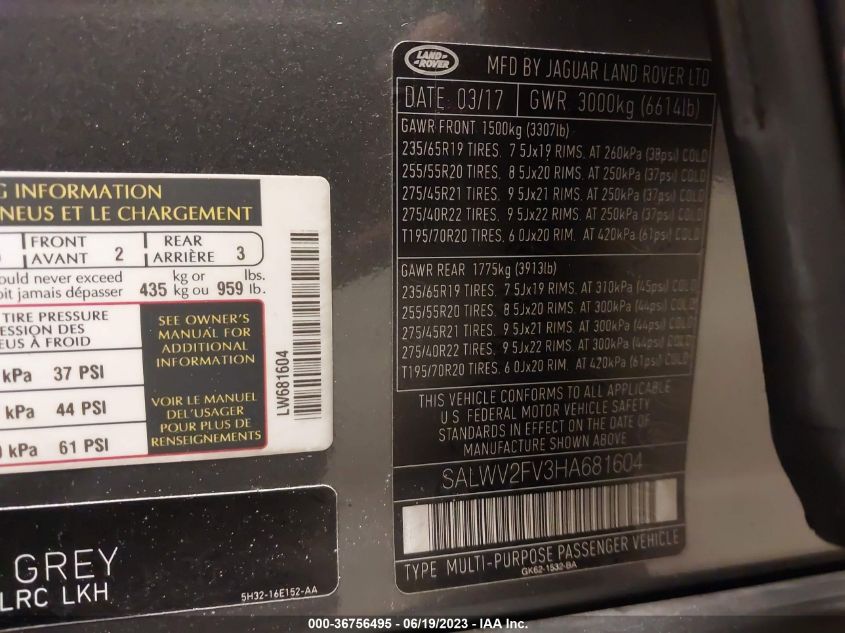 G INFORMATION
NEUS ET LE CHARGEMENT
FRONT
AVANT 2
REAR
ARRIÈRE 3
ould never exceed
oit jamais dépasser
kg or lbs.
435 kg ou 959 lb.
TIRE PRESSURE
ESSION DES
EUS À FROID
kPa 37 PSI
kPa 44 PSI
0 kPa 61 PSI
SEE OWNER'S
MANUAL FOR
ADDITIONAL
INFORMATION
VOIR LE MANUEL
DEL'USAGER
POUR PLUS DE
RENSEIGNEMENTS
LW681604
GREY
LRC LKH
5H32-16E152-AA
LAND ROVER
MFD BY JAGUAR LAND ROVER LTD
DATE 03/17 GWR 3000kg (6614lb)
GAWR FRONT 1500kg (3307lb)
235/65R19 TIRES. 7 5Jx19 RIMS. AT 260kPa (38psi) COLD
255/55R20 TIRES. 8 5Jx20 RIMS. AT 250kPa (37psi) COLD
275/45R21 TIRES. 9 5Jx21 RIMS. AT 250kPa (37psi) COLD
275/40R22 TIRES. 9 5Jx22 RIMS. AT 250kPa (37psi) COLD
T195/70R20 TIRES. 6 0Jx20 RIM. AT 420kPa (61psi) COLD
GAWR REAR 1775kg (3913lb)
235/65R19 TIRES. 7 5Jx19 RIMS. AT 310kPa (45psi) COLD
255/55R20 TIRES. 8 5Jx20 RIMS. AT 300kPa (44psi) COLD
275/45R21 TIRES. 9 5Jx21 RIMS. AT 300kPa (44psi) COLD
275/40R22 TIRES. 9 5Jx22 RIMS. AT 300kPa (44psi) COLD
T195/70R20 TIRES. 6 0Jx20 RIM. AT 420kPa (61psi) COLD
THIS VEHICLE CONFORMS TO ALL APPLICABLE
U.S FEDERAL MOTOR VEHICLE SAFETY
STANDARDS IN EFFECT ON THE DATE OF
MANUFACTURE SHOWN ABOVE
SALWV2FV3HA681604
TYPE MULTI-PURPOSE PASSENGER VEHICLE
GK62-1532-BA
000-36756495 - 06/19/2023 - IAA Inc.